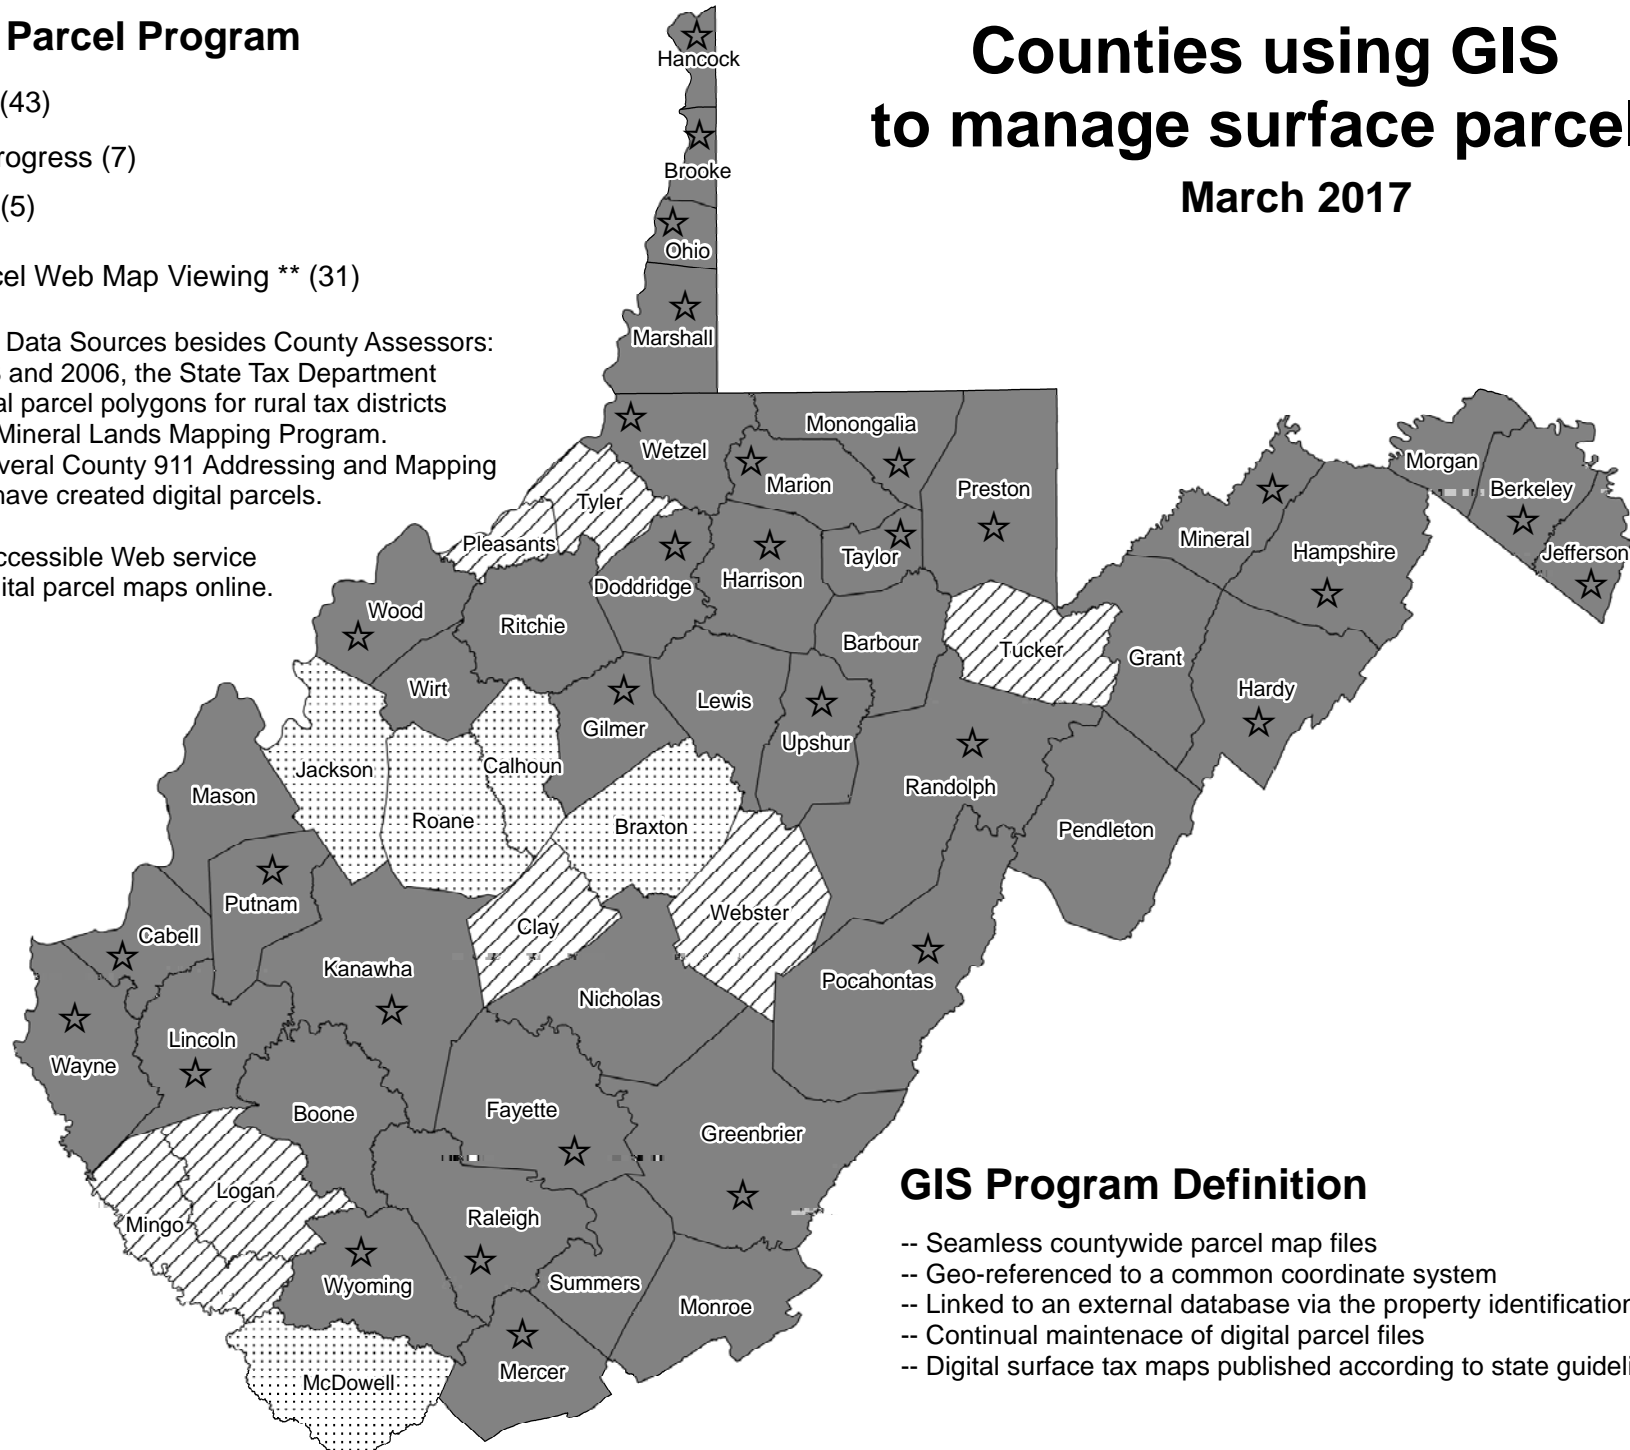 Parcel Program
(43)
rogress (7)
(5)
cel Web Map Viewing ** (31)
Data Sources besides County Assessors:
and 2006, the State Tax Department
al parcel polygons for rural tax districts
Mineral Lands Mapping Program.
veral County 911 Addressing and Mapping
have created digital parcels.
ccessible Web service
ital parcel maps online.
Counties using GIS
to manage surface parcel
March 2017
Hancock
Brooke
Ohio
Marshall
Wetzel
Monongalia
Marion
Preston
Tyler
Pleasants
Doddridge
Harrison
Taylor
Mineral
Hampshire
Morgan
Berkeley
Jefferson
Wood
Ritchie
Barbour
Tucker
Grant
Hardy
Wirt
Gilmer
Lewis
Upshur
Jackson
Calhoun
Randolph
Mason
Roane
Braxton
Pendleton
Putnam
Clay
Webster
Cabell
Kanawha
Nicholas
Pocahontas
Wayne
Lincoln
Boone
Fayette
Greenbrier
Logan
Mingo
Raleigh
Wyoming
Summers
Monroe
McDowell
Mercer
GIS Program Definition
-- Seamless countywide parcel map files
-- Geo-referenced to a common coordinate system
-- Linked to an external database via the property identification
-- Continual maintenace of digital parcel files
-- Digital surface tax maps published according to state guideli